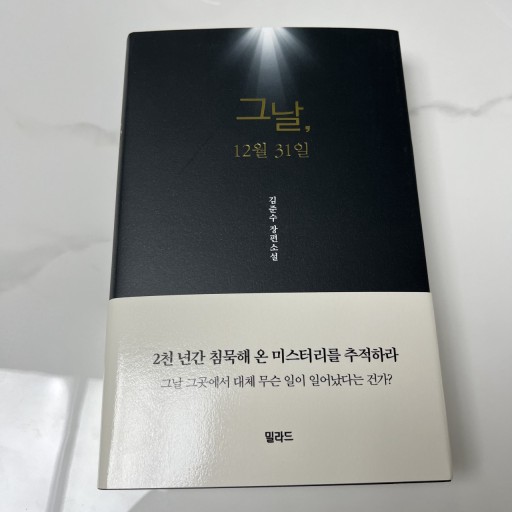 그날,
12월 31일
김준수 장편소설
2천 년간 침묵해 온 미스터리를 추적하라
그날 그곳에서 대체 무슨 일이 일어났다는 건가?
밀라드